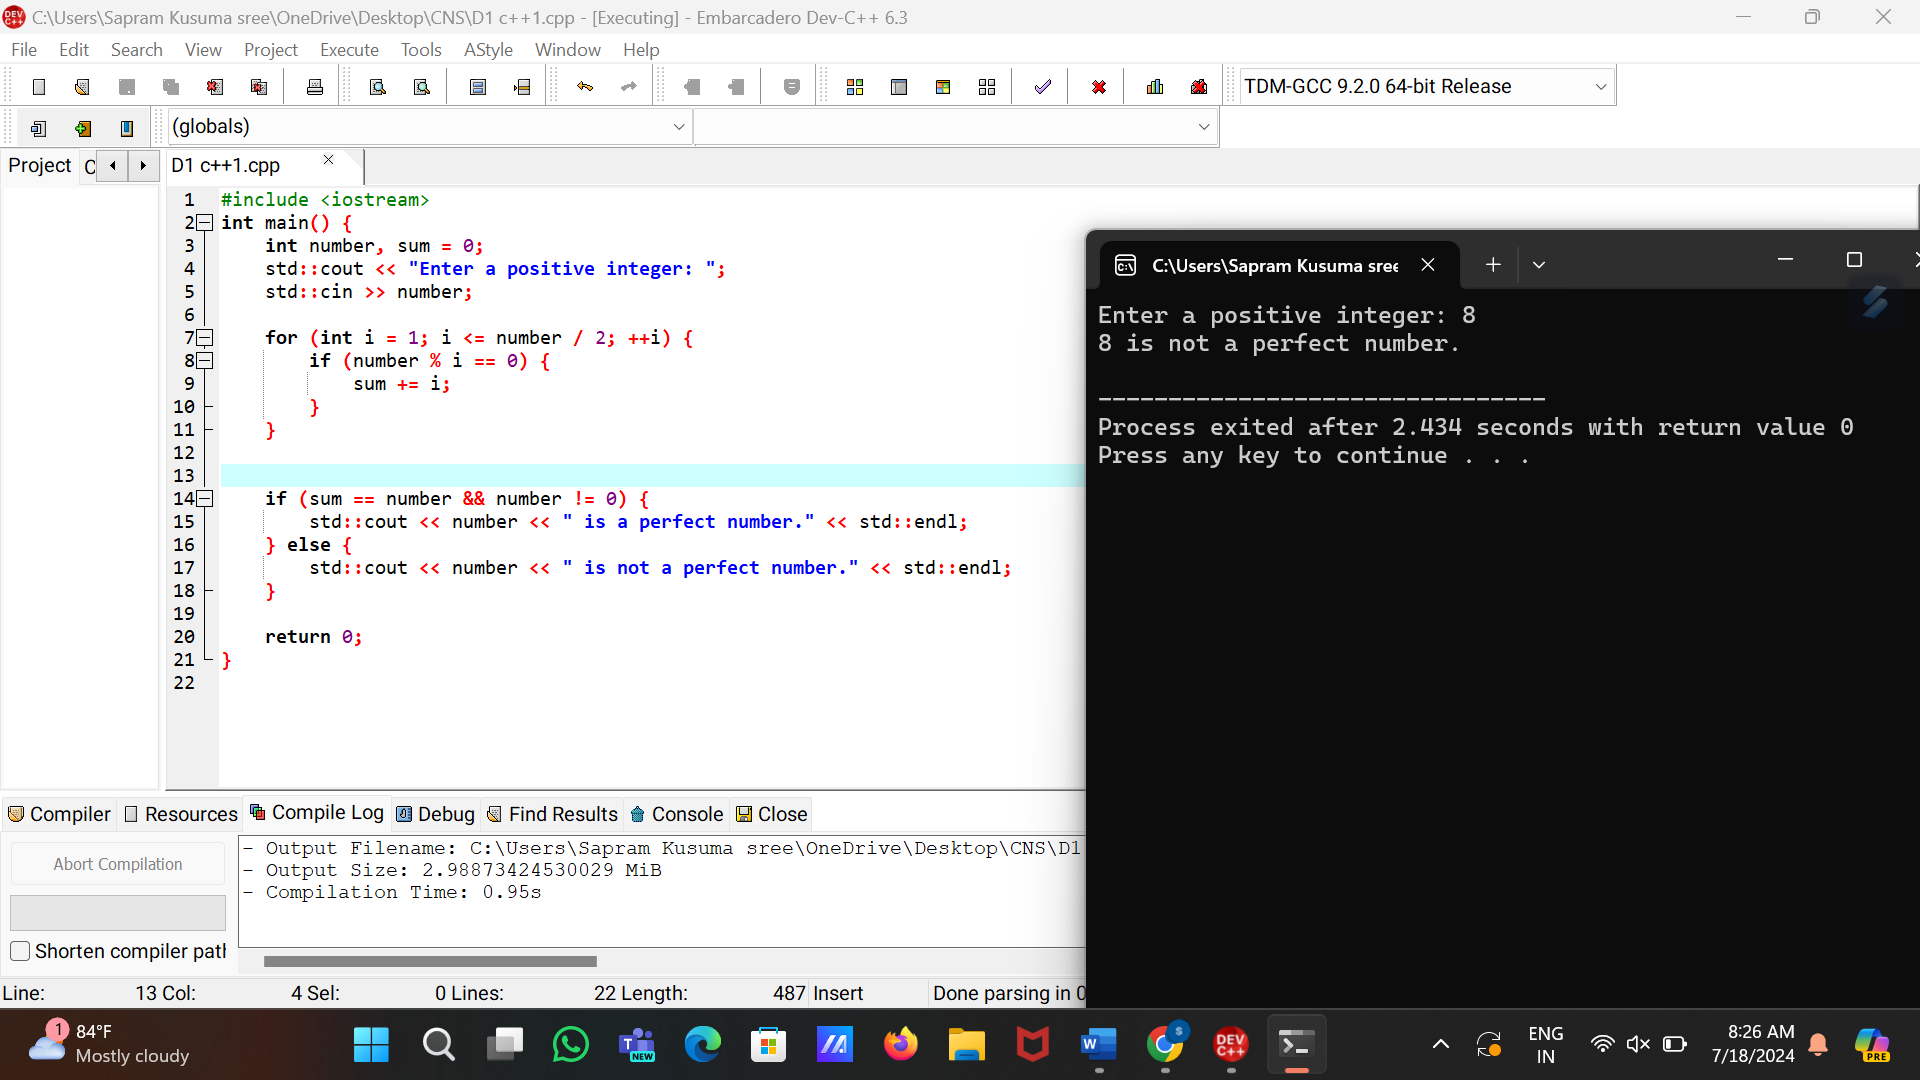 C:\Users\Sapram Kusuma sree\OneDrive\Desktop\CNS\D1 c++1.cpp - [Executing] - Embarcadero Dev-C++ 6.3
File Edit Search View Project Execute Tools AStyle Window Help
TDM-GCC 9.2.0 64-bit Release
(globals)
Project C
D1 c++1.cpp
1 #include <iostream>
2 int main() {
3     int number, sum = 0;
4     std::cout << "Enter a positive integer: ";
5     std::cin >> number;
6
7     for (int i = 1; i <= number / 2; ++i) {
8         if (number % i == 0) {
9             sum += i;
10         }
11     }
12
13
14     if (sum == number && number != 0) {
15         std::cout << number << " is a perfect number." << std::endl;
16     } else {
17         std::cout << number << " is not a perfect number." << std::endl;
18     }
19
20     return 0;
21 }
22
C:\Users\Sapram Kusuma sree
Enter a positive integer: 8
8 is not a perfect number.
--------------------------------
Process exited after 2.434 seconds with return value 0
Press any key to continue . . .
Compiler Resources Compile Log Debug Find Results Console Close
Abort Compilation
Shorten compiler path
- Output Filename: C:\Users\Sapram Kusuma sree\OneDrive\Desktop\CNS\D1
- Output Size: 2.98873424530029 MiB
- Compilation Time: 0.95s
Line: 13 Col: 4 Sel: 0 Lines: 22 Length: 487 Insert Done parsing in 0
1
84°F
Mostly cloudy
NEW
DEV C++
ENG
IN
8:26 AM
7/18/2024
PRE